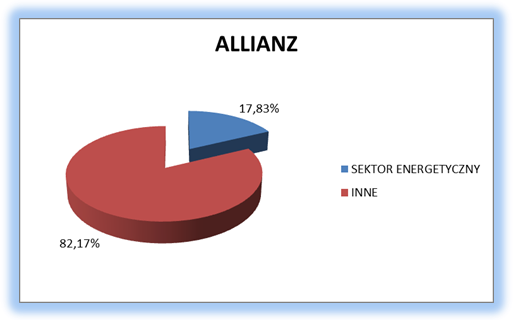 ALLIANZ
17,83%
SEKTOR ENERGETYCZNY
INNE
82,17%